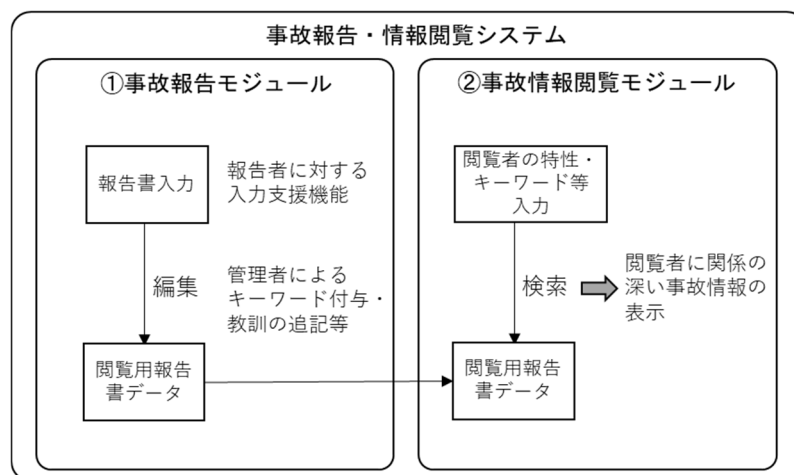 事故報告・情報閲覧システム
①事故報告モジュール
報告書入力
報告者に対する
入力支援機能
編集
管理者による
キーワード付与・
教訓の追記等
閲覧用報告
書データ
②事故情報閲覧モジュール
閲覧者の特性・
キーワード等
入力
検索
閲覧者に関係の
深い事故情報の
表示
閲覧用報告
書データ